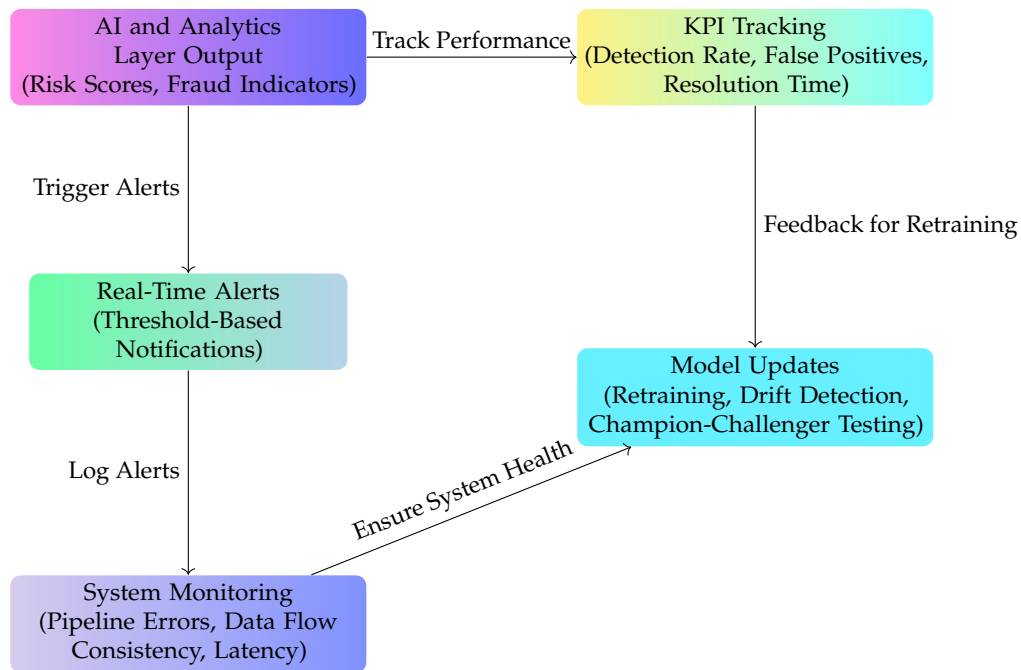 AI and Analytics
Layer Output
(Risk Scores, Fraud Indicators)
Track Performance
KPI Tracking
(Detection Rate, False Positives,
Resolution Time)
Trigger Alerts
Feedback for Retraining
Real-Time Alerts
(Threshold-Based
Notifications)
Model Updates
(Retraining, Drift Detection,
Champion-Challenger Testing)
Log Alerts
Ensure System Health
System Monitoring
(Pipeline Errors, Data Flow
Consistency, Latency)